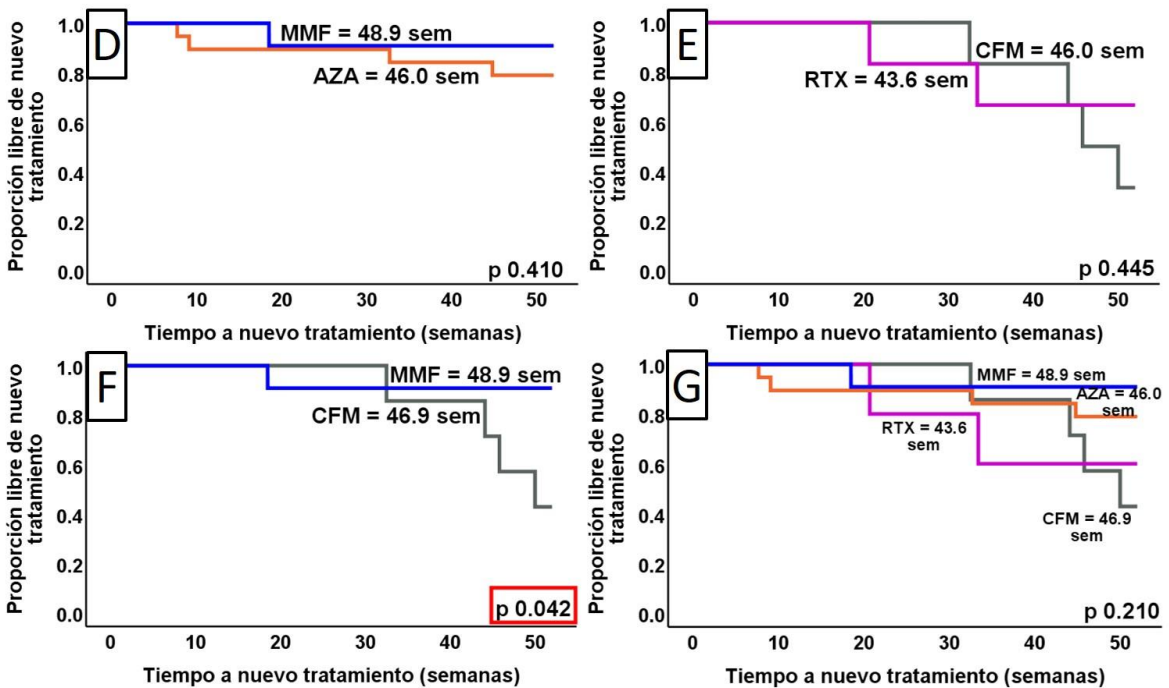 D
Proporción libre de nuevo
tratamiento
1.0
0.8
0.6
0.4
0.2
0.0
MMF = 48.9 sem
AZA = 46.0 sem
p 0.410
0 10 20 30 40 50
Tiempo a nuevo tratamiento (semanas)
E
Proporción libre de nuevo
tratamiento
1.0
0.8
0.6
0.4
0.2
0.0
CFM = 46.0 sem
RTX = 43.6 sem
p 0.445
0 10 20 30 40 50
Tiempo a nuevo tratamiento (semanas)
F
Proporción libre de nuevo
tratamiento
1.0
0.8
0.6
0.4
0.2
0.0
MMF = 48.9 sem
CFM = 46.9 sem
p 0.042
0 10 20 30 40 50
Tiempo a nuevo tratamiento (semanas)
G
Proporción libre de nuevo
tratamiento
1.0
0.8
0.6
0.4
0.2
0.0
MMF = 48.9 sem
AZA = 46.0
sem
RTX = 43.6
sem
CFM = 46.9
sem
p 0.210
0 10 20 30 40 50
Tiempo a nuevo tratamiento (semanas)